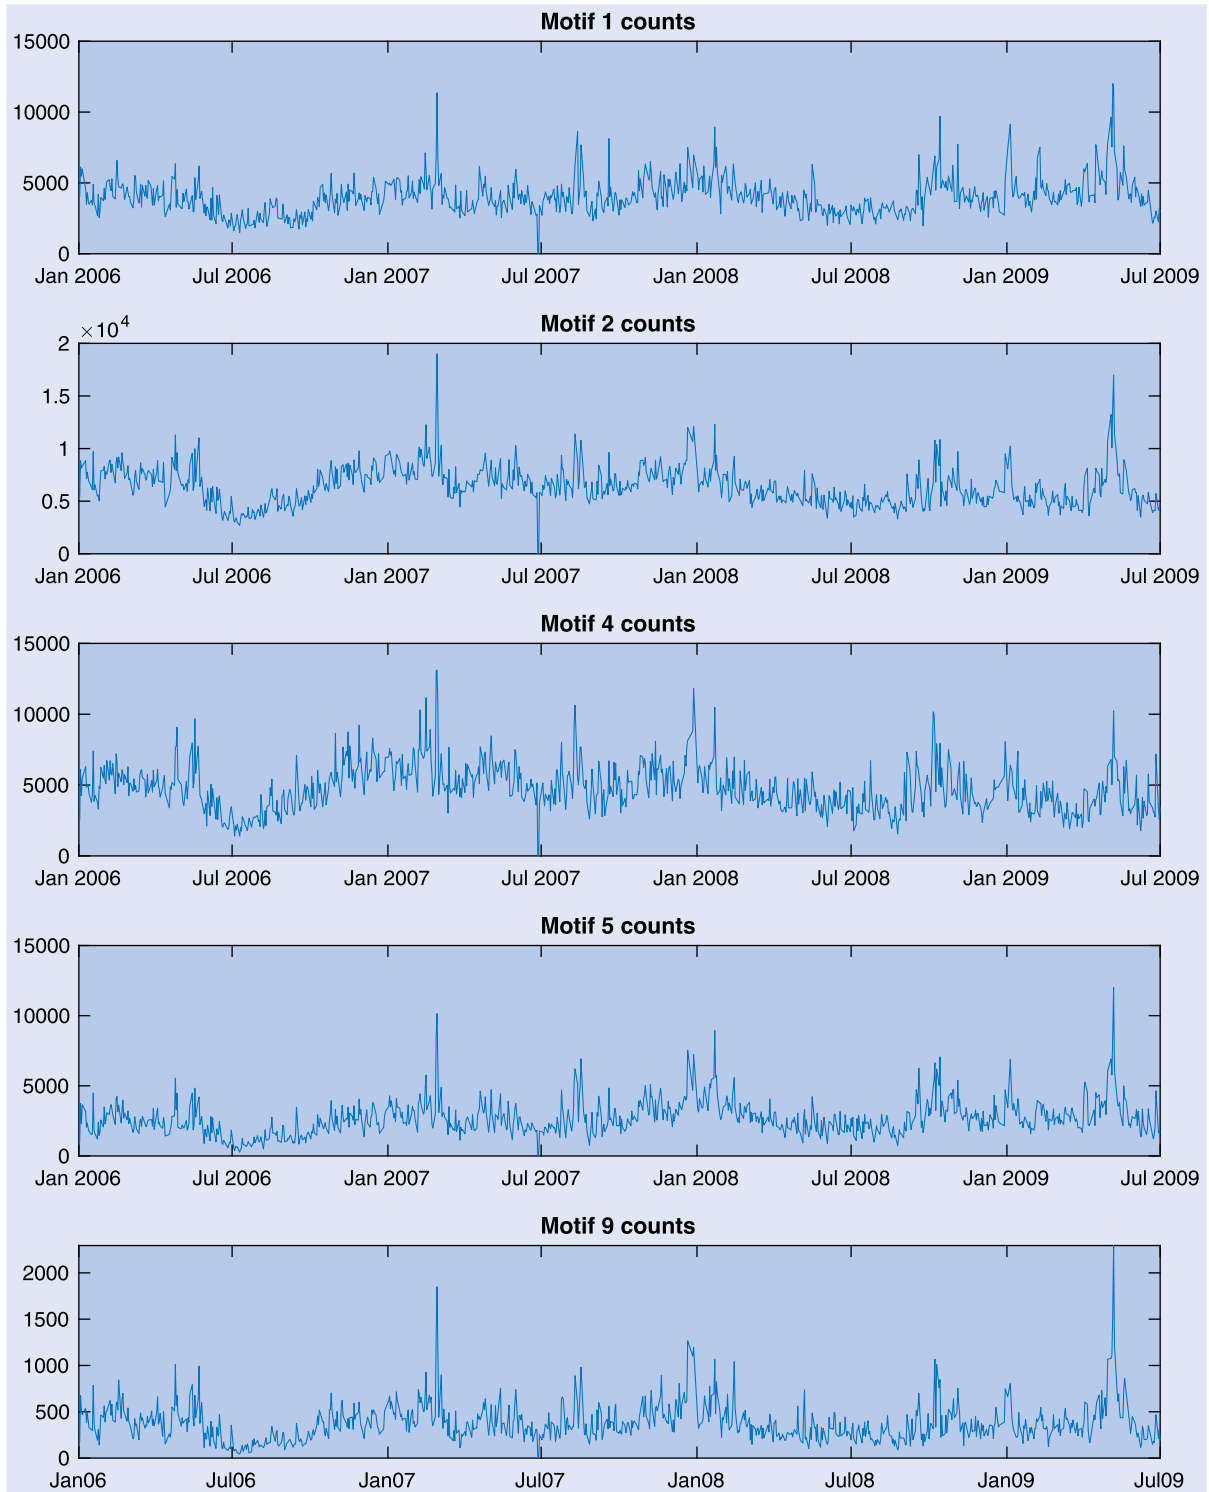 Motif 1 counts
15000
10000
5000
0
Jan 2006 Jul 2006 Jan 2007 Jul 2007 Jan 2008 Jul 2008 Jan 2009 Jul 2009
Motif 2 counts
×10⁴
2
1.5
1
0.5
0
Jan 2006 Jul 2006 Jan 2007 Jul 2007 Jan 2008 Jul 2008 Jan 2009 Jul 2009
Motif 4 counts
15000
10000
5000
0
Jan 2006 Jul 2006 Jan 2007 Jul 2007 Jan 2008 Jul 2008 Jan 2009 Jul 2009
Motif 5 counts
15000
10000
5000
0
Jan 2006 Jul 2006 Jan 2007 Jul 2007 Jan 2008 Jul 2008 Jan 2009 Jul 2009
Motif 9 counts
2000
1500
1000
500
0
Jan06 Jul06 Jan07 Jul07 Jan08 Jul08 Jan09 Jul09